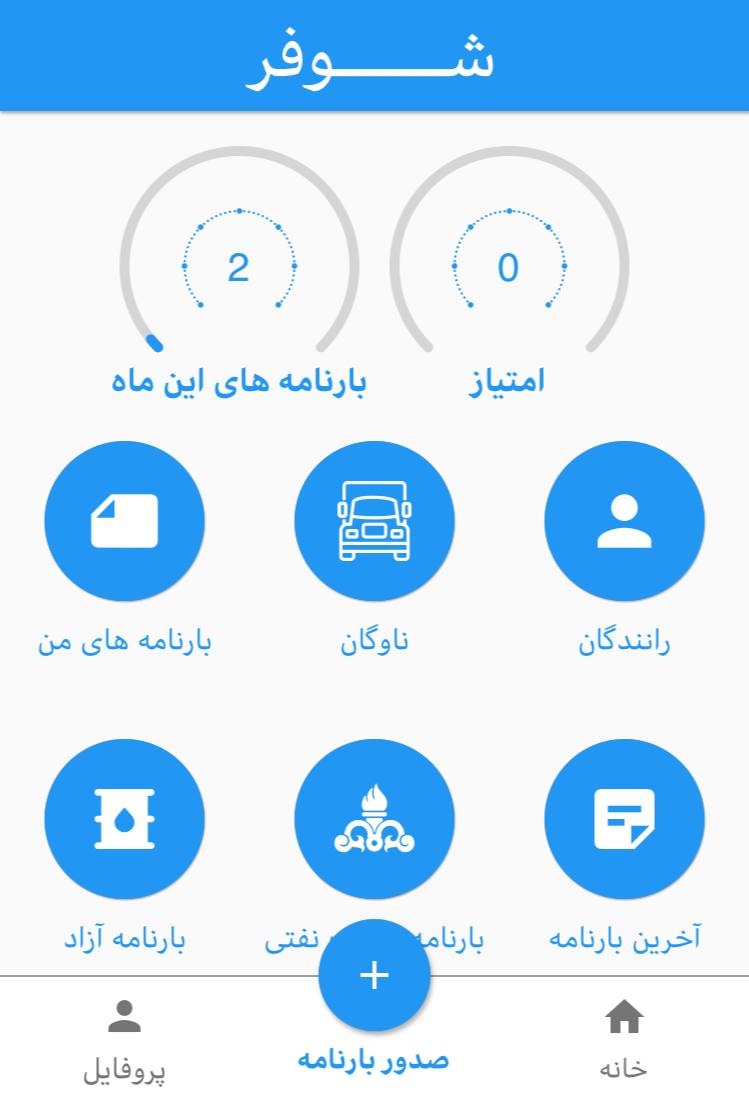 شـــــوفر
0
2
امتیاز
بارنامه های این ماه
رانندگان
ناوگان
بارنامه های من
آخرین بارنامه
بارنامه نفتی
بارنامه آزاد
خانه
+
صدور بارنامه
پروفایل